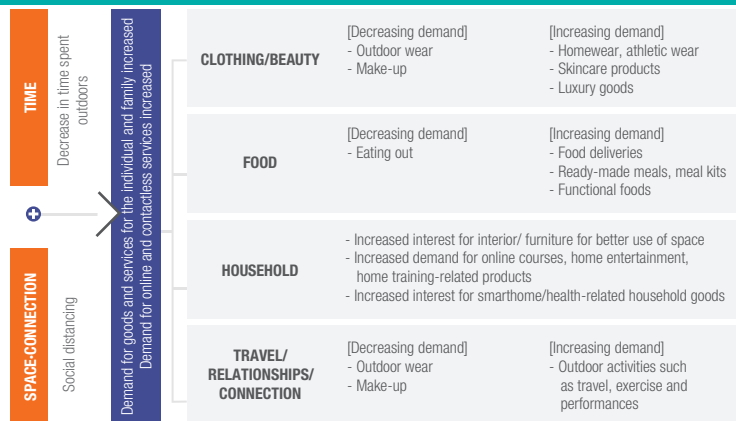 TIME
Decrease in time spent
outdoors
SPACE-CONNECTION
Social distancing
Demand for goods and services for the individual and family increased
Demand for online and contactless services increased
CLOTHING/BEAUTY
[Decreasing demand]
- Outdoor wear
- Make-up
[Increasing demand]
- Homewear, athletic wear
- Skincare products
- Luxury goods
FOOD
[Decreasing demand]
- Eating out
[Increasing demand]
- Food deliveries
- Ready-made meals, meal kits
- Functional foods
HOUSEHOLD
- Increased interest for interior/ furniture for better use of space
- Increased demand for online courses, home entertainment,
home training-related products
- Increased interest for smarthome/health-related household goods
TRAVEL/
RELATIONSHIPS/
CONNECTION
[Decreasing demand]
- Outdoor wear
- Make-up
[Increasing demand]
- Outdoor activities such
as travel, exercise and
performances